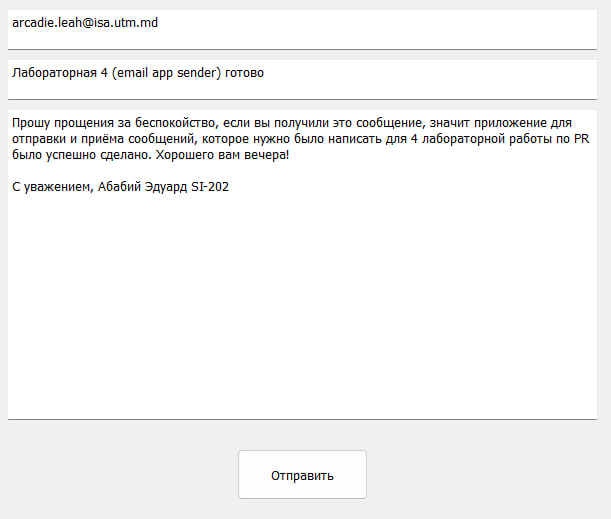 arcadie.leah@isa.utm.md
Лабораторная 4 (email app sender) готово
Прошу прощения за беспокойство, если вы получили это сообщение, значит приложение для
отправки и приёма сообщений, которое нужно было написать для 4 лабораторной работы по PR
было успешно сделано. Хорошего вам вечера!
С уважением, Абабий Эдуард SI-202
Отправить